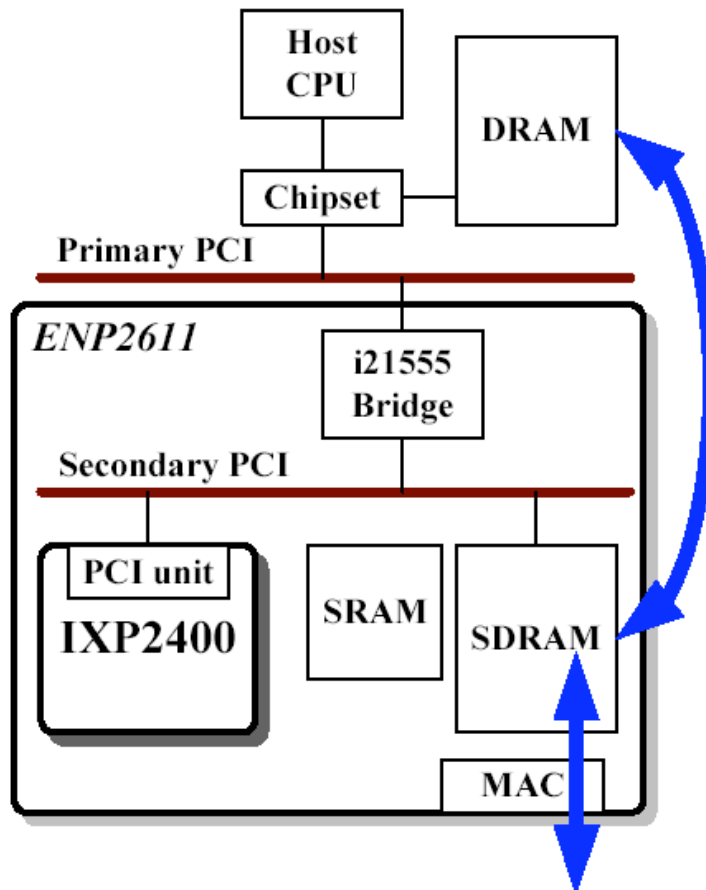 Host
CPU
DRAM
Chipset
Primary PCI
ENP2611
i21555
Bridge
Secondary PCI
PCI unit
IXP2400
SRAM
SDRAM
MAC